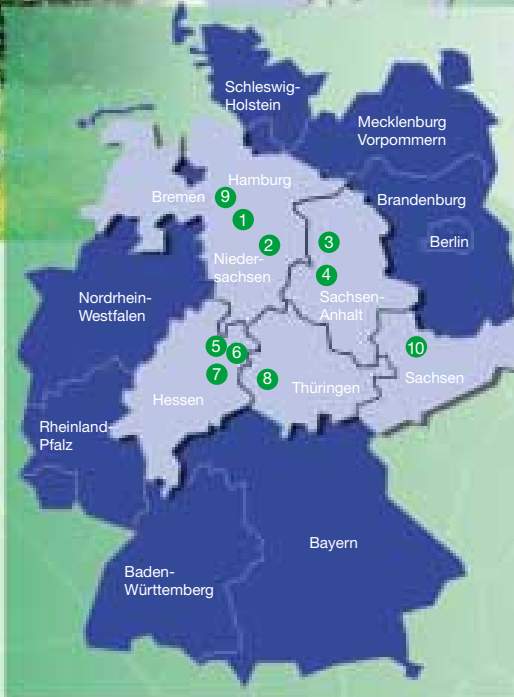 Schleswig-
Holstein
Mecklenburg
Vorpommern
Hamburg
Bremen
9
1
2
Nieder-
sachsen
Brandenburg
Berlin
3
4
Sachsen-
Anhalt
Nordrhein-
Westfalen
5
6
7
8
10
Hessen
Thüringen
Sachsen
Rheinland-
Pfalz
Bayern
Baden-
Württemberg